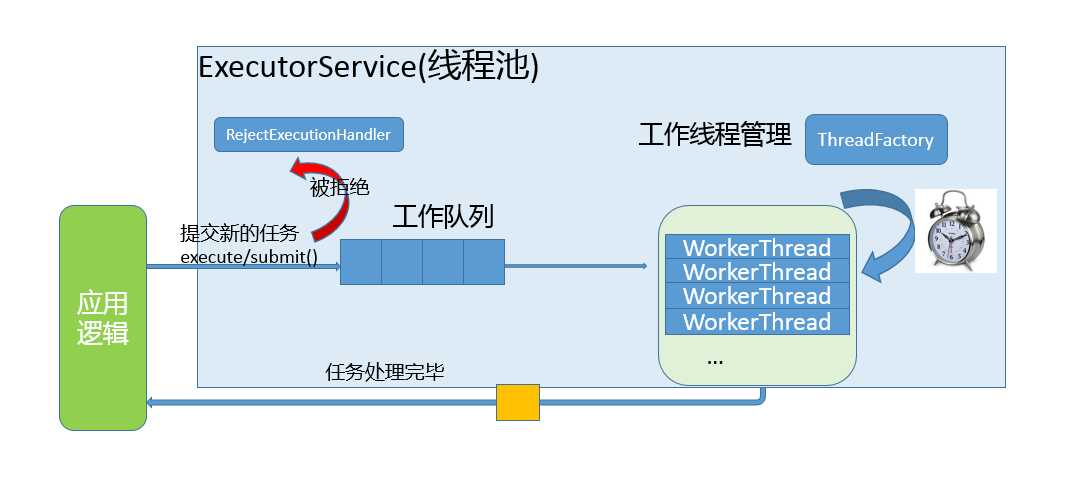 ExecutorService(线程池)
RejectExecutionHandler
工作线程管理
ThreadFactory
被拒绝
工作队列
提交新的任务
execute/submit()
应用
逻辑
WorkerThread
WorkerThread
WorkerThread
WorkerThread
...
任务处理完毕